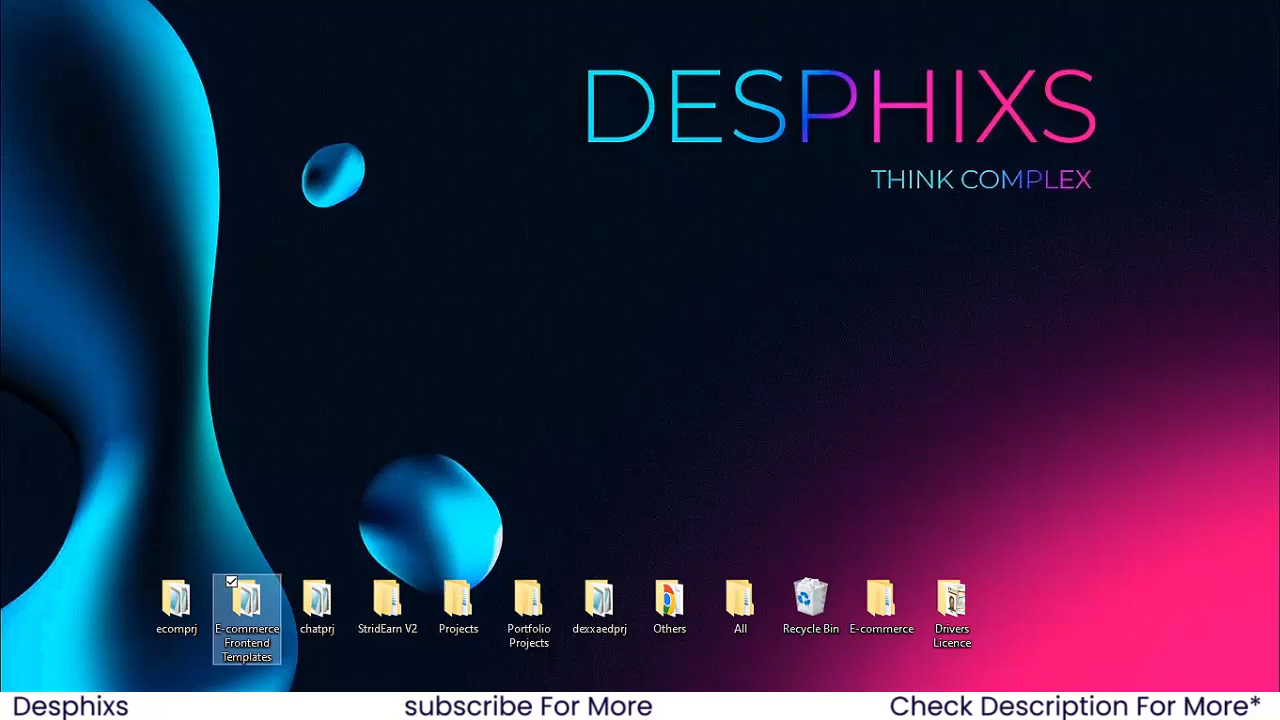 DESPHIXS
THINK COMPLEX
ecomprj
E-commerce
Frontend
Templates
chatprj
StridEarn V2
Projects
Portfolio
Projects
dexxaedprj
Others
All
Recycle Bin
E-commerce
Drivers
Licence
Desphixs
subscribe For More
Check Description For More*